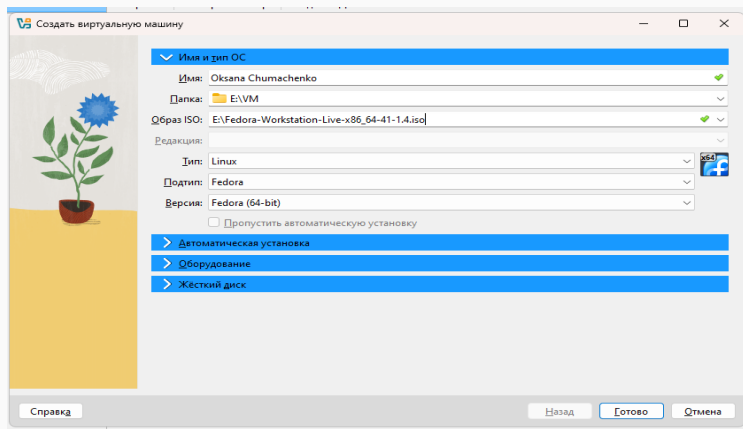 Создать виртуальную машину
Имя и тип ОС
Имя: Oksana Chumachenko
Папка: E:\VM
Образ ISO: E:\Fedora-Workstation-Live-x86_64-41-1.4.iso
Редакция:
Тип: Linux
x64
Подтип: Fedora
Версия: Fedora (64-bit)
Пропустить автоматическую установку
Автоматическая установка
Оборудование
Жёсткий диск
Справка Назад Готово Отмена